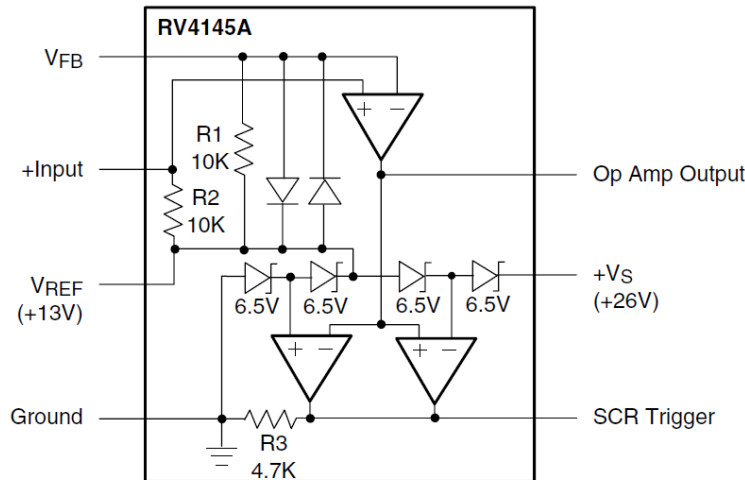 RV4145A
VFB
+ −
R1
10K
+Input
Op Amp Output
R2
10K
VREF
(+13V)
+VS
(+26V)
6.5V 6.5V 6.5V 6.5V
+ − + −
Ground
SCR Trigger
R3
4.7K